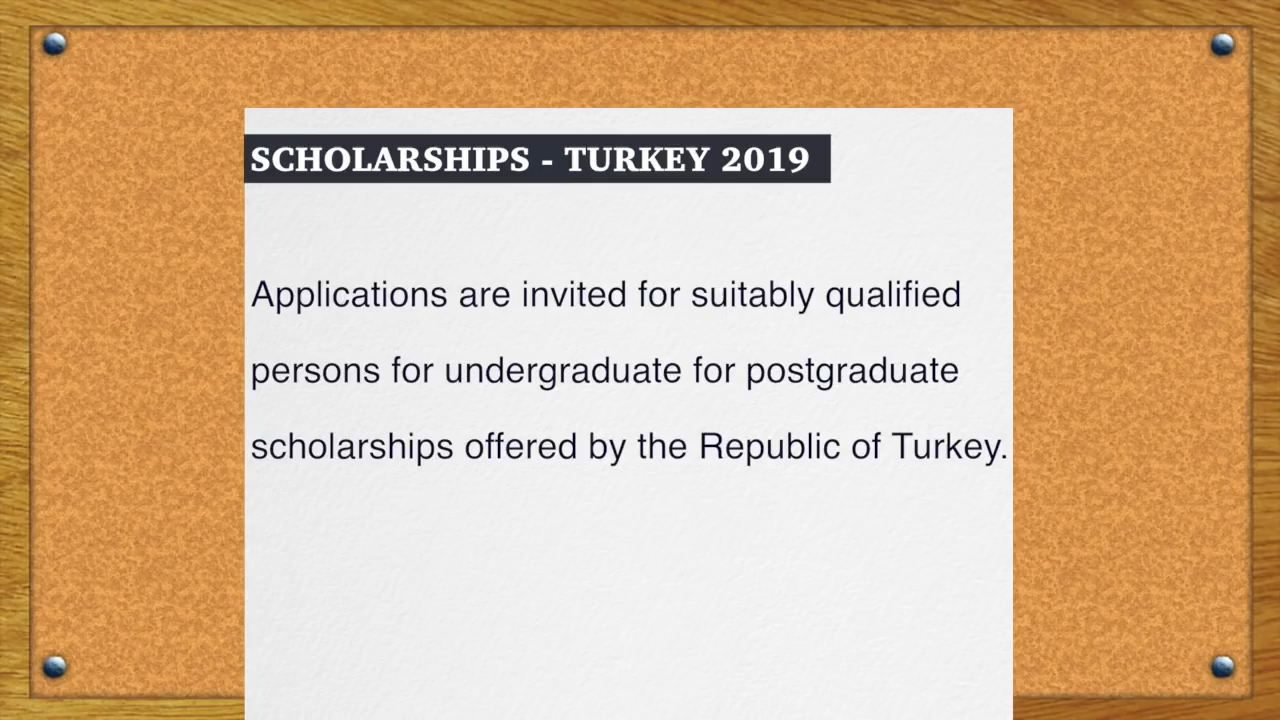 SCHOLARSHIPS - TURKEY 2019
Applications are invited for suitably qualified
persons for undergraduate for postgraduate
scholarships offered by the Republic of Turkey.